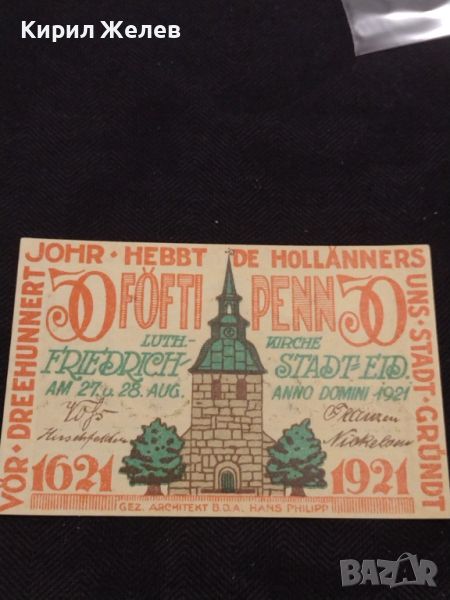 Кирил Желев
VÖR · DREEHUNNERT
JOHR · HEBBT DE HOLLÄNNERS
UNS · STADT · GRÜNDT
50 FÖFTI PENN 50
LUTH- KIRCHE
FRIEDRICH- STADT-EID.
AM 27 u. 28. AUG. ANNO DOMINI 1921
1621 1921
GEZ. ARCHITEKT B.D.A. HANS PHILIPP
BAZAR